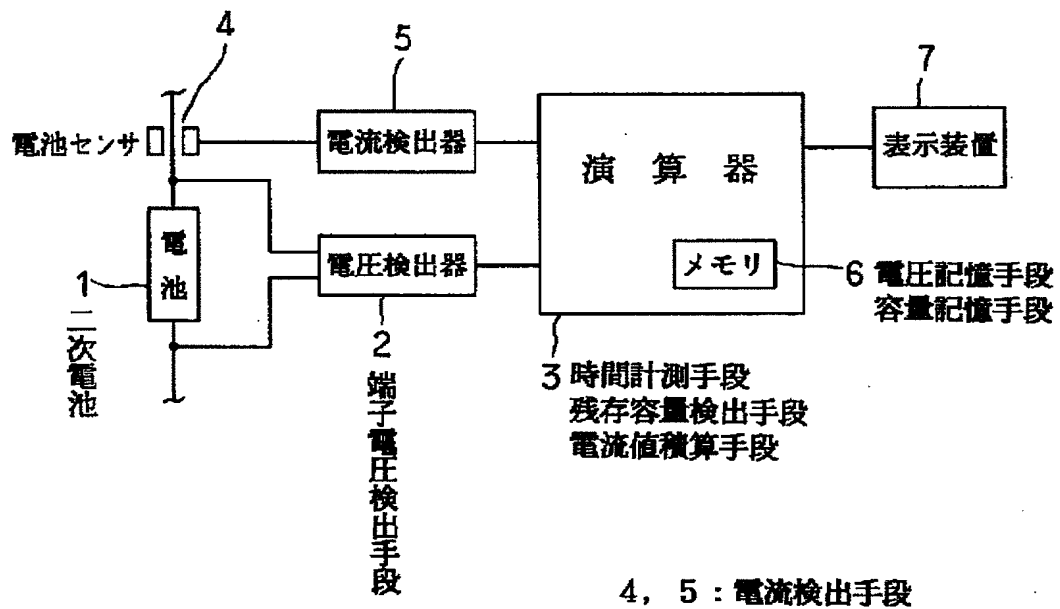 4
5
7
電池センサ
電流検出器
演算器
表示装置
電池
電圧検出器
メモリ
1
二次電池
2
端子電圧検出手段
3 時間計測手段
残存容量検出手段
電流値積算手段
6 電圧記憶手段
容量記憶手段
4, 5 : 電流検出手段